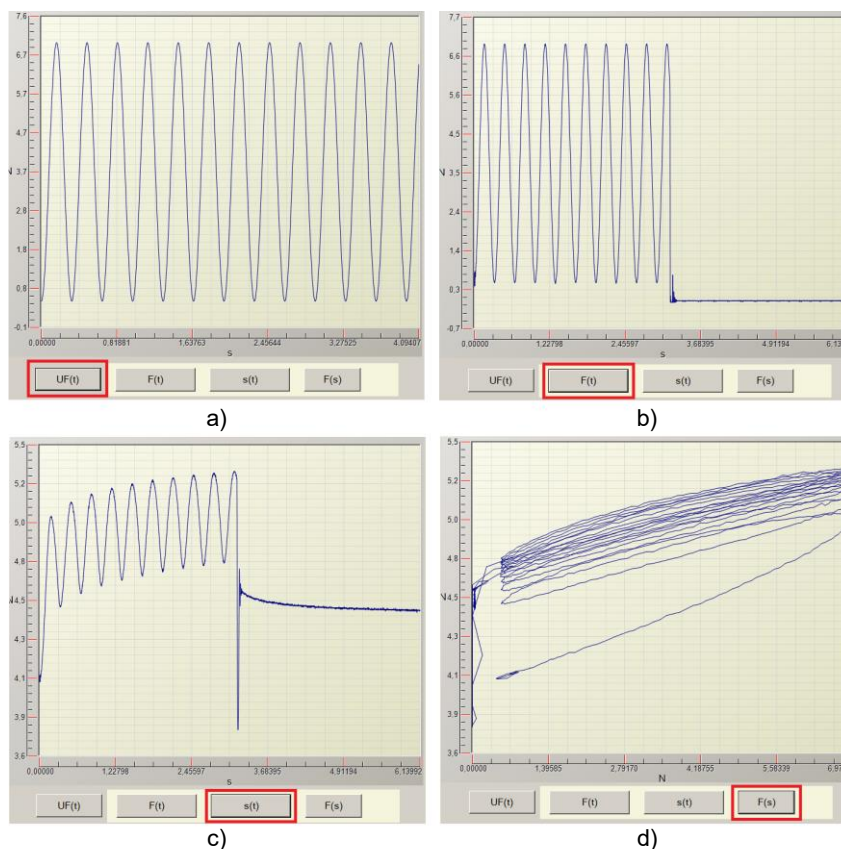 7,6
6,7
5,7
4,7
3,7
2,7
1,8
0,8
-0,1
0,00000 0,81881 1,63763 2,45644 3,27525 4,09407
s
UF(t) F(t) s(t) F(s)
a)
7,7
6,6
5,5
4,5
3,5
2,4
1,4
0,3
-0,7
0,00000 1,22798 2,45597 3,68395 4,91194 6,13
s
UF(t) F(t) s(t) F(s)
b)
5,5
5,2
5,0
4,8
4,5
4,3
4,1
3,9
3,6
0,00000 1,22798 2,45597 3,68395 4,91194 6,13992
s
UF(t) F(t) s(t) F(s)
c)
5,5
5,2
5,0
4,8
4,5
4,3
4,1
3,9
3,6
0,00000 1,39585 2,79170 4,18755 5,58339 6,97
N
UF(t) F(t) s(t) F(s)
d)